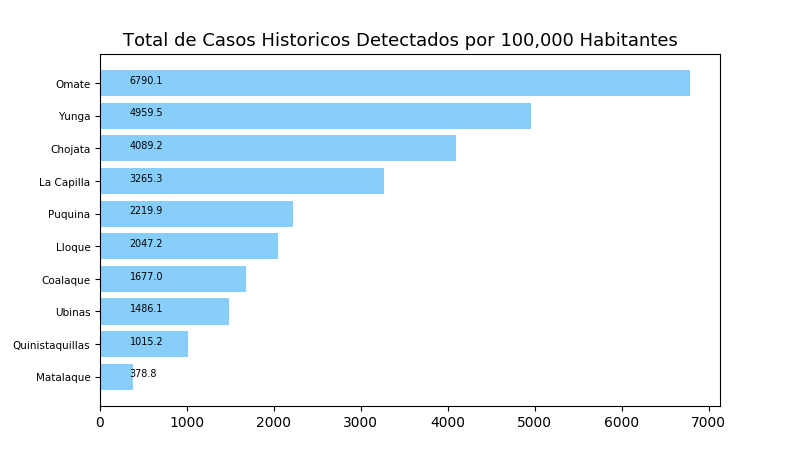 Total de Casos Historicos Detectados por 100,000 Habitantes
Omate 6790.1
Yunga 4959.5
Chojata 4089.2
La Capilla 3265.3
Puquina 2219.9
Lloque 2047.2
Coalaque 1677.0
Ubinas 1486.1
Quinistaquillas 1015.2
Matalaque 378.8
0 1000 2000 3000 4000 5000 6000 7000